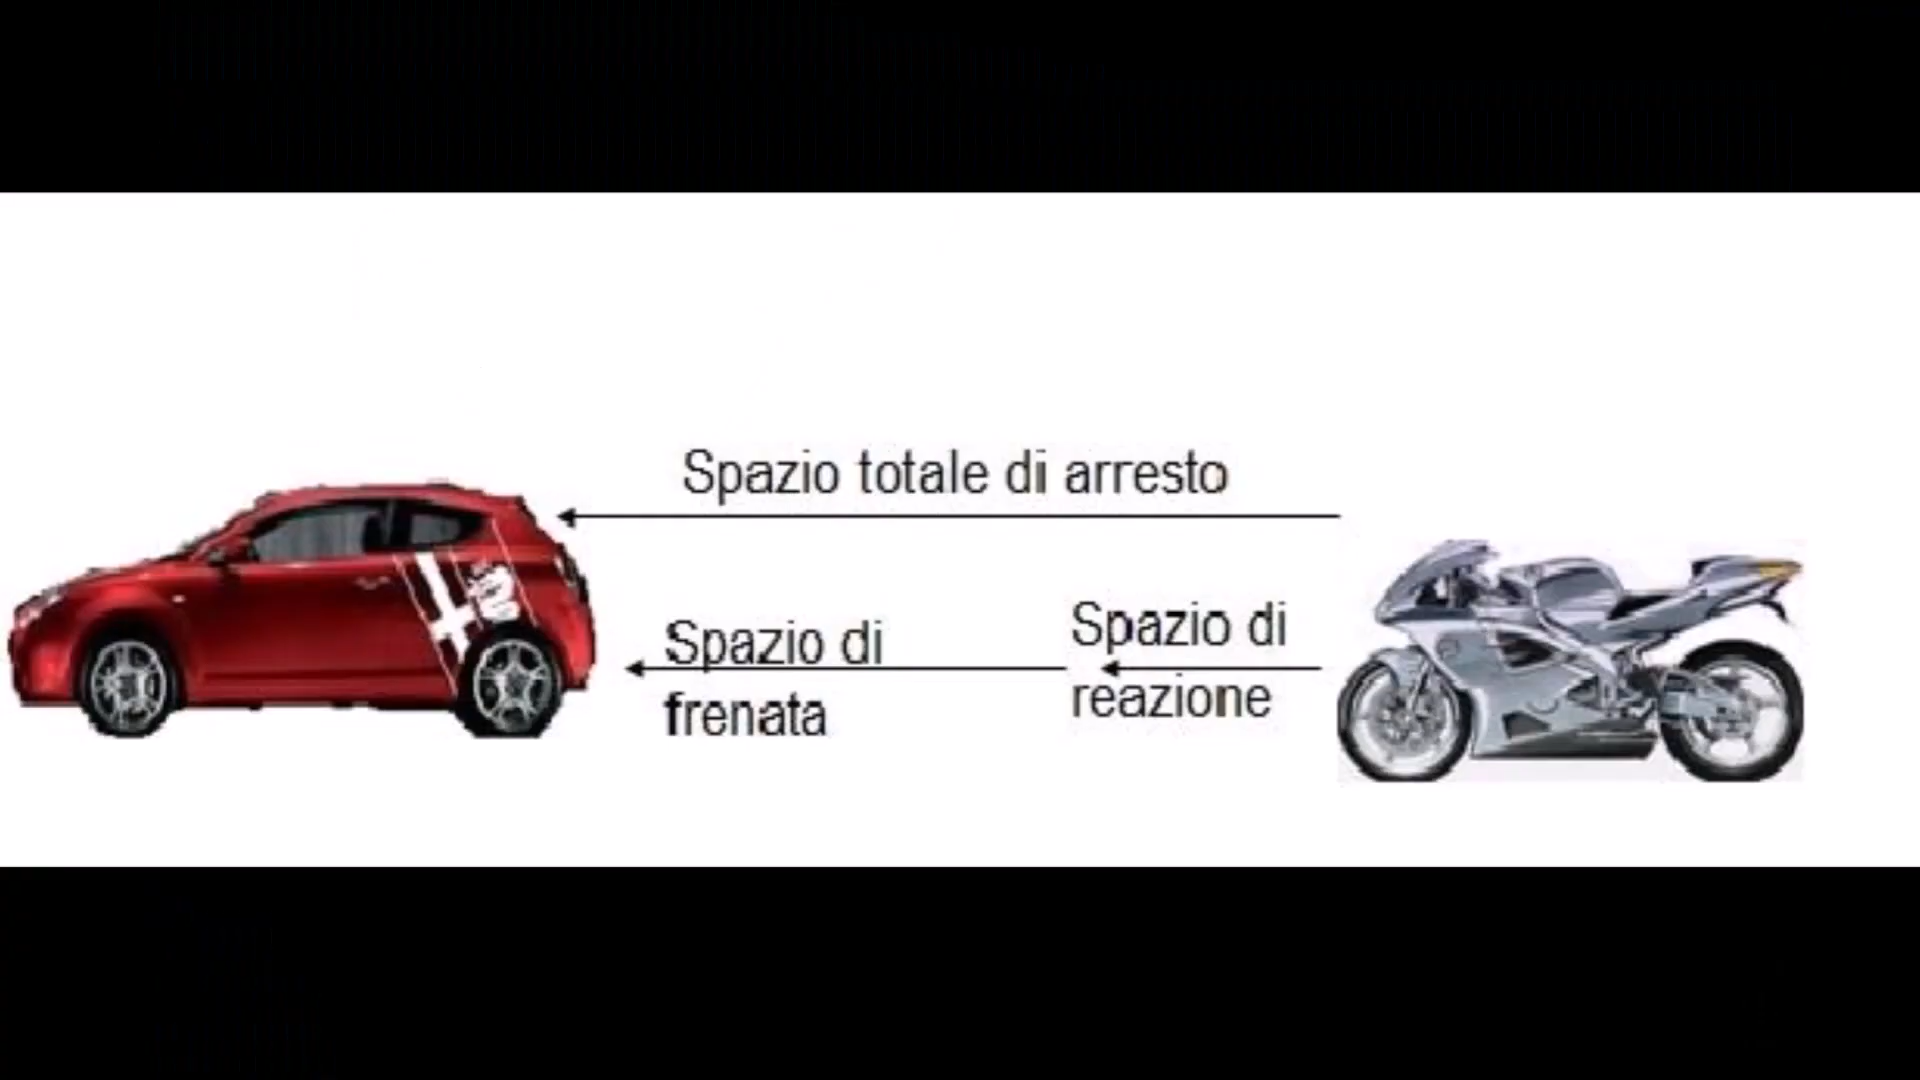 Spazio totale di arresto
Spazio di
frenata
Spazio di
reazione